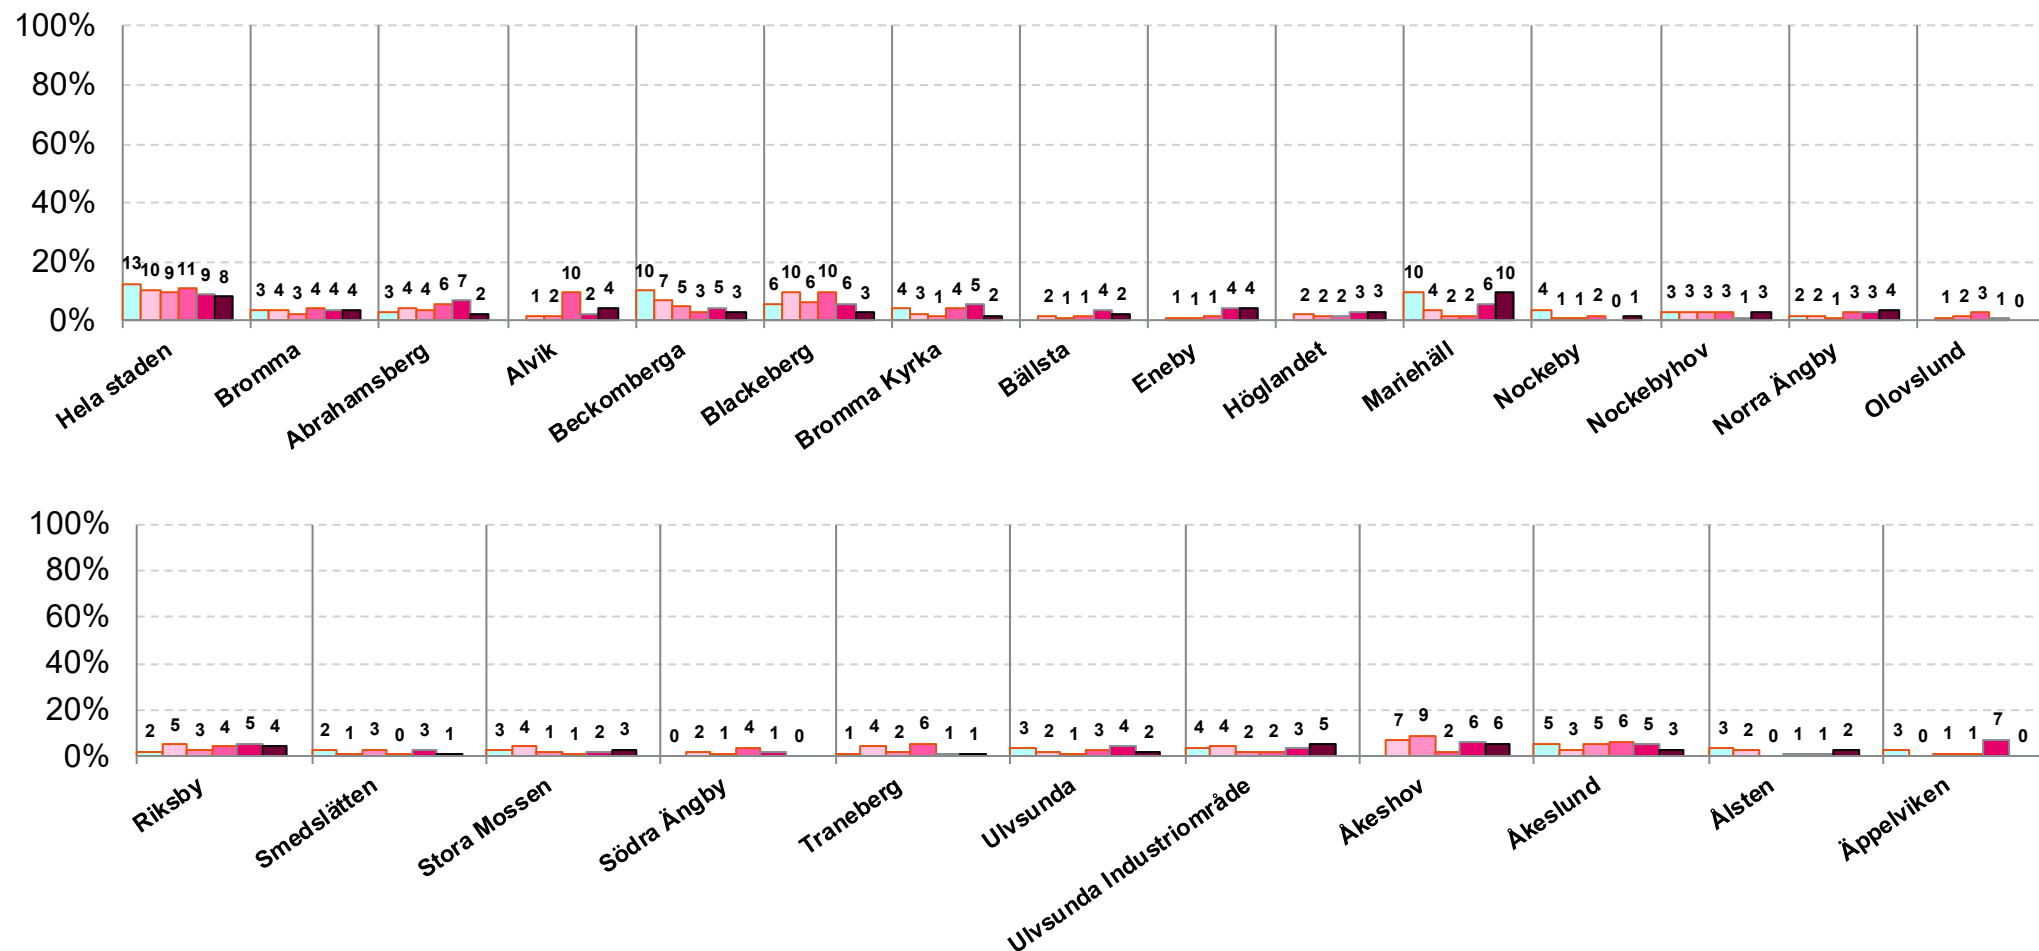 100%
80%
60%
40%
20%
0%
13 10 9 11 9 8
3 4 3 4 4 4
3 4 4 6 7 2
1 2 10 2 4
10 7 5 3 5 3
6 10 6 10 6 3
4 3 1 4 5 2
2 1 1 4 2
1 1 1 4 4
2 2 2 3 3
10 4 2 2 6 10
4 1 1 2 0 1
3 3 3 3 1 3
2 2 1 3 3 4
1 2 3 1 0
Hela staden
Bromma
Abrahamsberg
Alvik
Beckomberga
Blackeberg
Bromma Kyrka
Bällsta
Eneby
Höglandet
Mariehäll
Nockeby
Nockebyhov
Norra Ängby
Olovslund
100%
80%
60%
40%
20%
0%
2 5 3 4 5 4
2 1 3 0 3 1
3 4 1 1 2 3
0 2 1 4 1 0
1 4 2 6 1 1
3 2 1 3 4 2
4 4 2 2 3 5
7 9 2 6 6
5 3 5 6 5 3
3 2 0 1 1 2
3 0 1 1 7 0
Riksby
Smedslätten
Stora Mossen
Södra Ängby
Traneberg
Ulvsunda
Ulvsunda Industriområde
Åkeshov
Åkeslund
Ålsten
Äppelviken